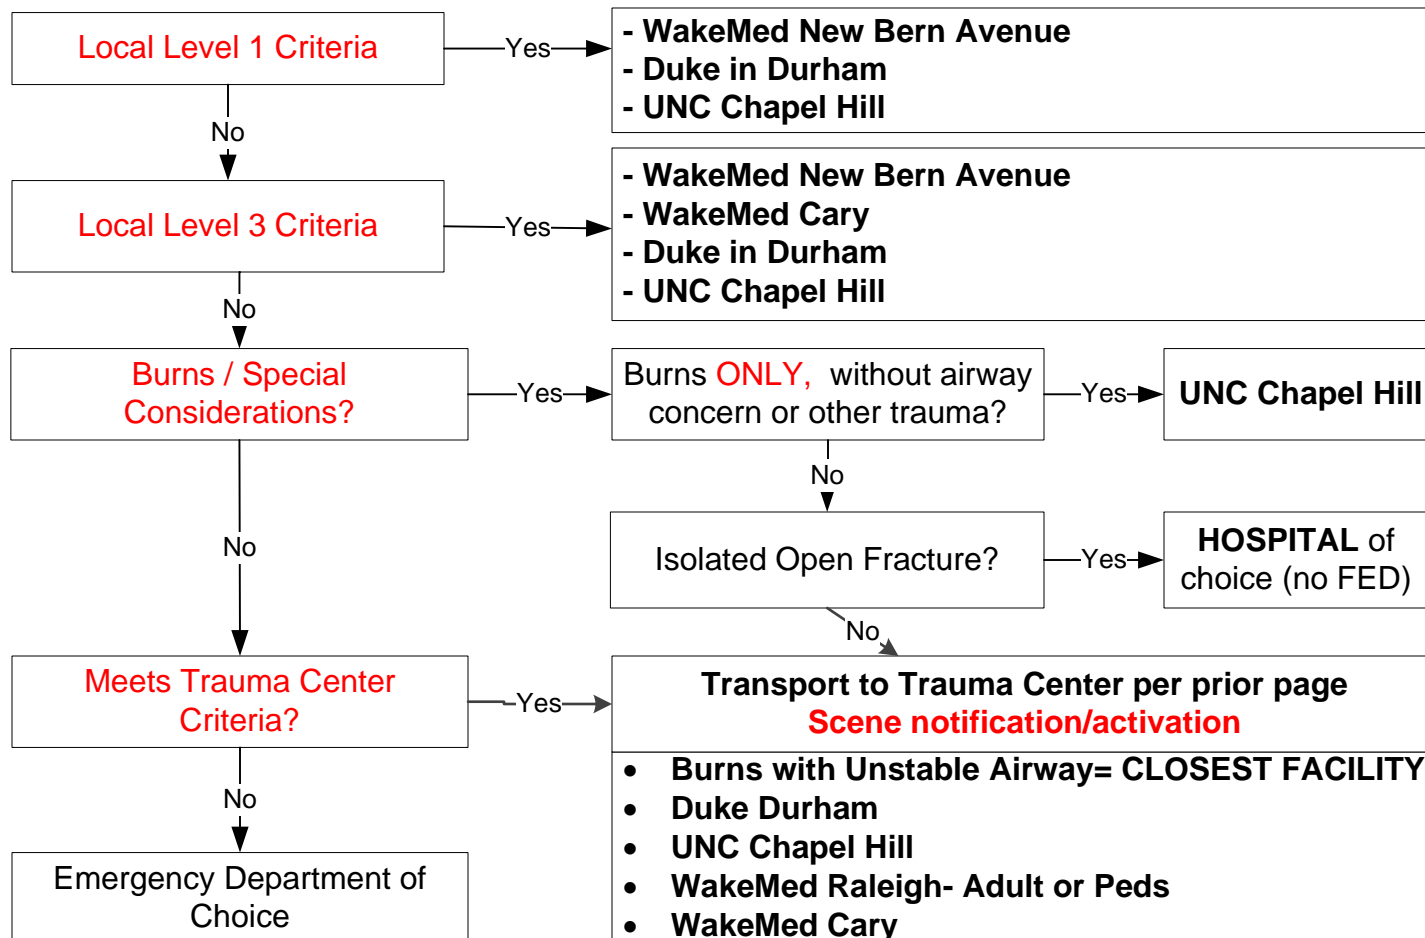 Local Level 1 Criteria
Yes
- WakeMed New Bern Avenue
- Duke in Durham
- UNC Chapel Hill
No
Local Level 3 Criteria
Yes
- WakeMed New Bern Avenue
- WakeMed Cary
- Duke in Durham
- UNC Chapel Hill
No
Burns / Special
Considerations?
Yes
Burns ONLY, without airway
concern or other trauma?
Yes
UNC Chapel Hill
No
No
Isolated Open Fracture?
Yes
HOSPITAL of
choice (no FED)
No
Meets Trauma Center
Criteria?
Yes
Transport to Trauma Center per prior page
Scene notification/activation
• Burns with Unstable Airway= CLOSEST FACILITY
• Duke Durham
• UNC Chapel Hill
• WakeMed Raleigh- Adult or Peds
• WakeMed Cary
No
Emergency Department of
Choice